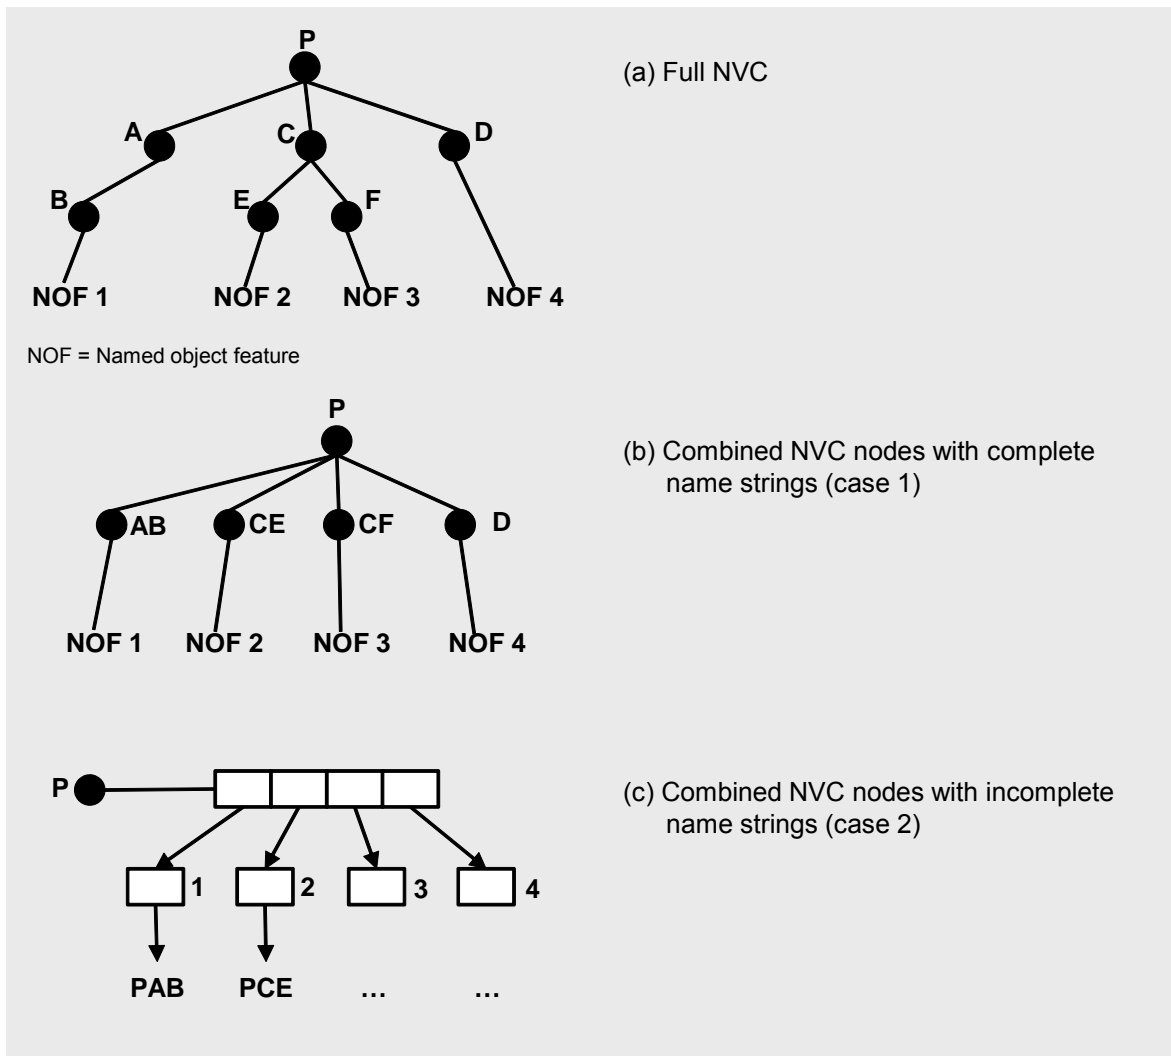 P
(a) Full NVC
A
C
D
B
E
F
NOF 1
NOF 2
NOF 3
NOF 4
NOF = Named object feature
P
(b) Combined NVC nodes with complete
name strings (case 1)
AB
CE
CF
D
NOF 1
NOF 2
NOF 3
NOF 4
P
(c) Combined NVC nodes with incomplete
name strings (case 2)
1
2
3
4
PAB
PCE
...
...